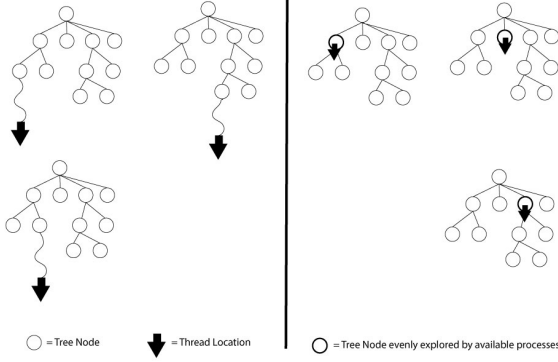 = Tree Node
= Thread Location
= Tree Node evenly explored by available processes